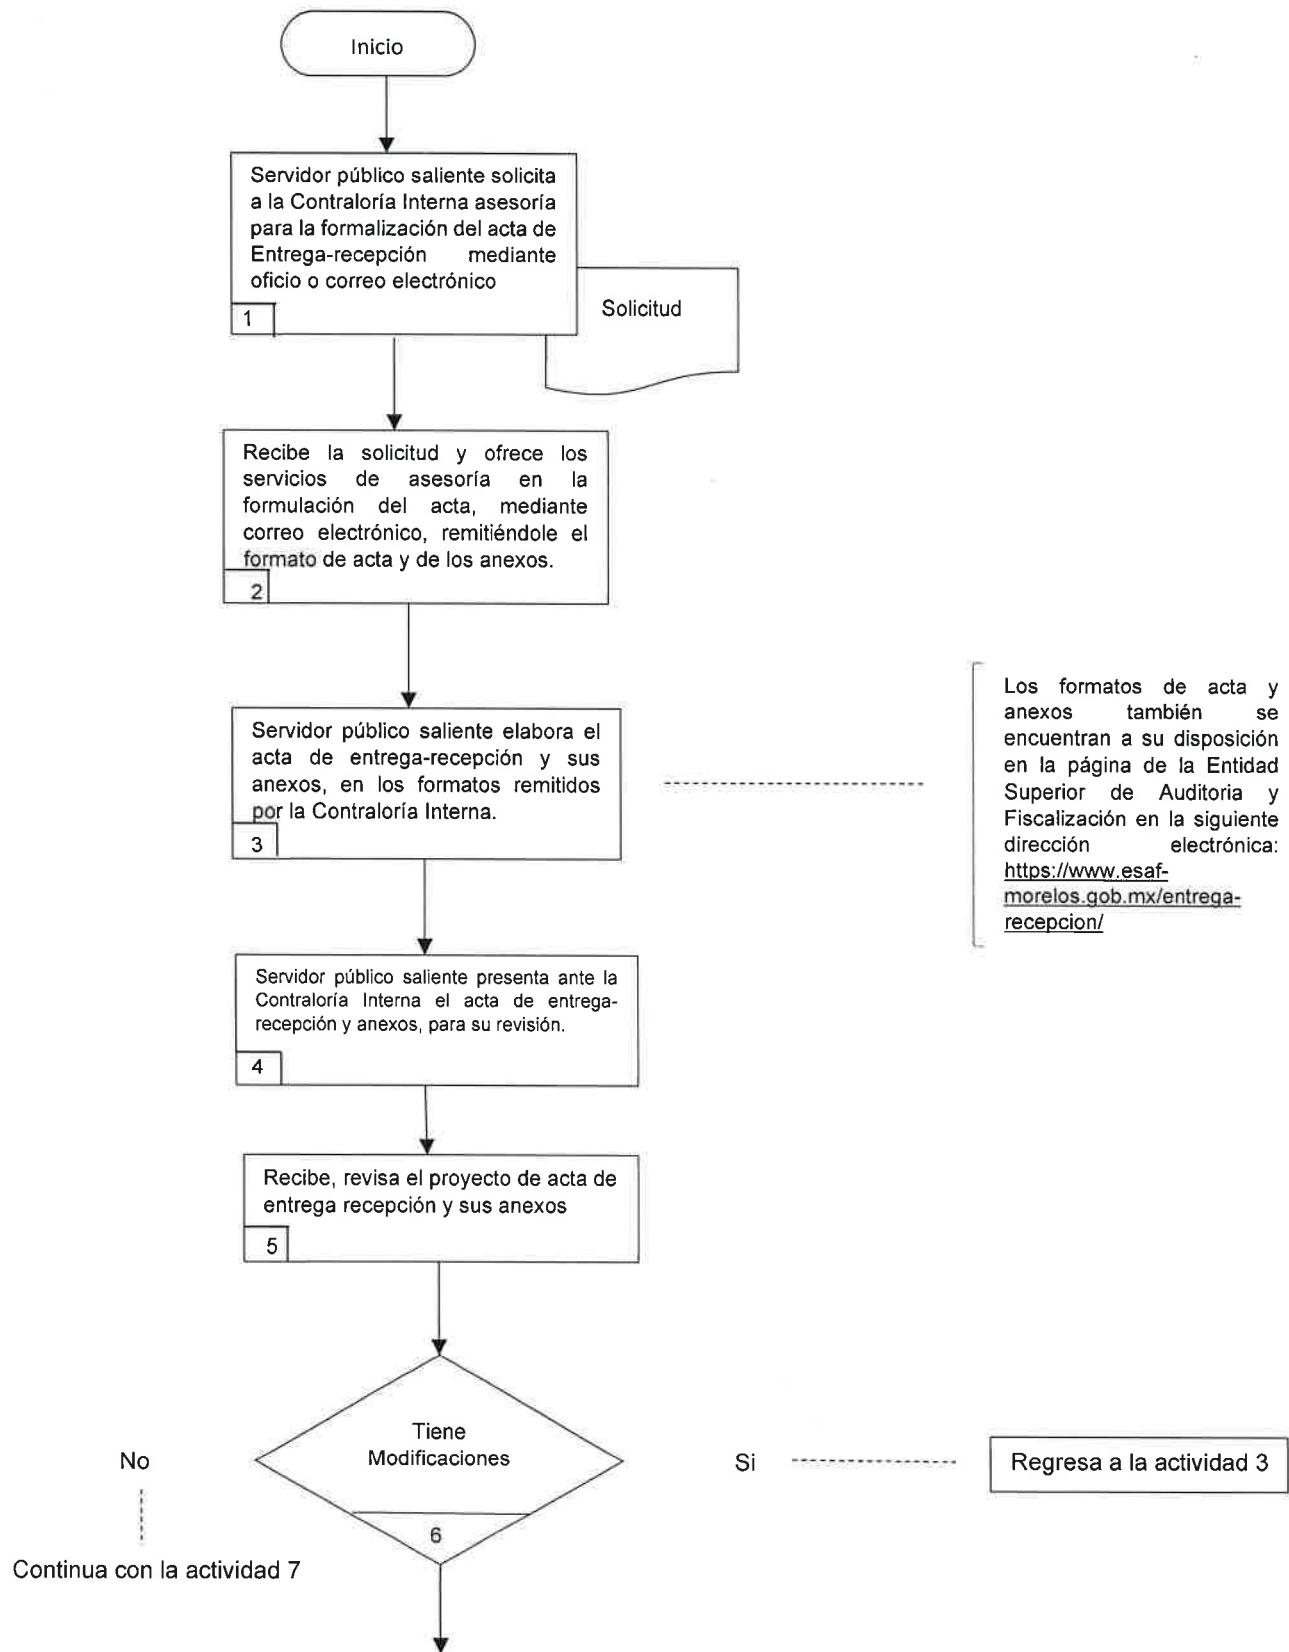 Inicio
Servidor público saliente solicita
a la Contraloría Interna asesoría
para la formalización del acta de
Entrega-recepción mediante
oficio o correo electrónico
1
Solicitud
Recibe la solicitud y ofrece los
servicios de asesoría en la
formulación del acta, mediante
correo electrónico, remitiéndole el
formato de acta y de los anexos.
2
Servidor público saliente elabora el
acta de entrega-recepción y sus
anexos, en los formatos remitidos
por la Contraloría Interna.
3
Los formatos de acta y
anexos también se
encuentran a su disposición
en la página de la Entidad
Superior de Auditoria y
Fiscalización en la siguiente
dirección electrónica:
https://www.esaf-
morelos.gob.mx/entrega-
recepcion/
Servidor público saliente presenta ante la
Contraloría Interna el acta de entrega-
recepción y anexos, para su revisión.
4
Recibe, revisa el proyecto de acta de
entrega recepción y sus anexos
5
Tiene
Modificaciones
6
No
Continua con la actividad 7
Si
Regresa a la actividad 3